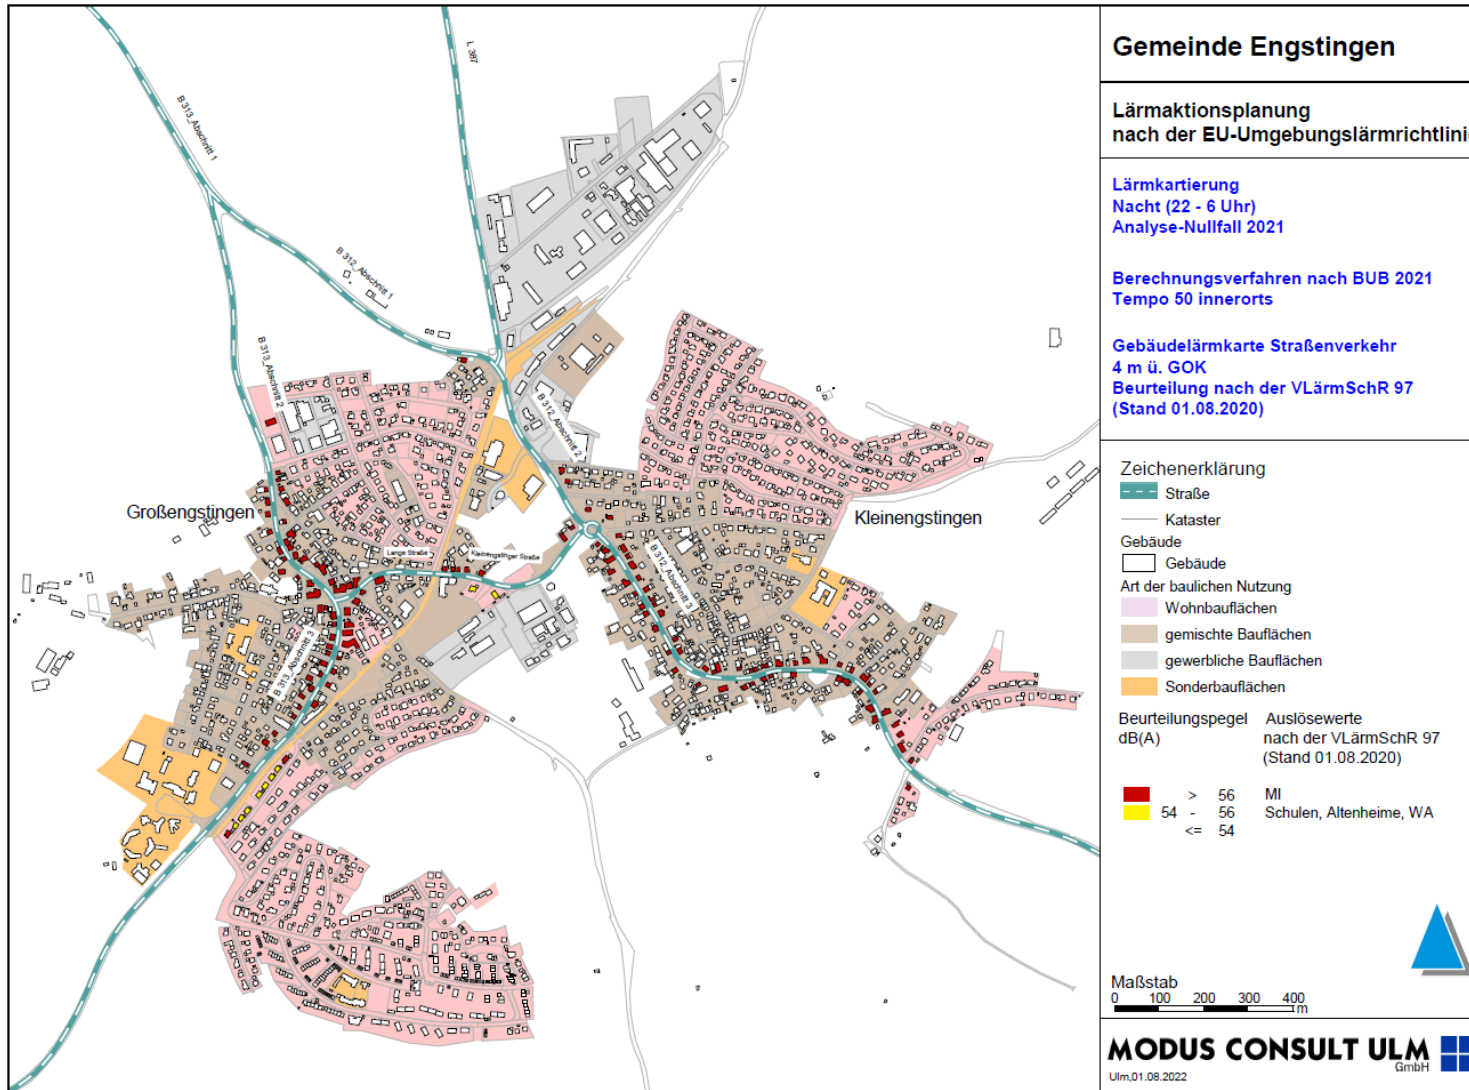 Gemeinde Engstingen
Lärmaktionsplanung
nach der EU-Umgebungslärmrichtlinie
Lärmkartierung
Nacht (22 - 6 Uhr)
Analyse-Nullfall 2021
Berechnungsverfahren nach BUB 2021
Tempo 50 innerorts
Gebäudelärmkarte Straßenverkehr
4 m ü. GOK
Beurteilung nach der VLärmSchR 97
(Stand 01.08.2020)
Zeichenerklärung
Straße
Kataster
Gebäude
Gebäude
Art der baulichen Nutzung
Wohnbauflächen
gemischte Bauflächen
gewerbliche Bauflächen
Sonderbauflächen
Beurteilungspegel Auslösewerte
dB(A) nach der VLärmSchR 97
(Stand 01.08.2020)
> 56 MI
54 - 56 Schulen, Altenheime, WA
<= 54
Maßstab
0 100 200 300 400
m
MODUS CONSULT ULM
GmbH
Ulm,01.08.2022
B 313_Abschnitt 1
L 387
B 312_Abschnitt 1
B 313_Abschnitt 2
B 312_Abschnitt 2
Großengstingen
Kleinengstingen
Lange Straße
Kleinengstinger Straße
B 312_Abschnitt 3
B 313_Abschnitt 3